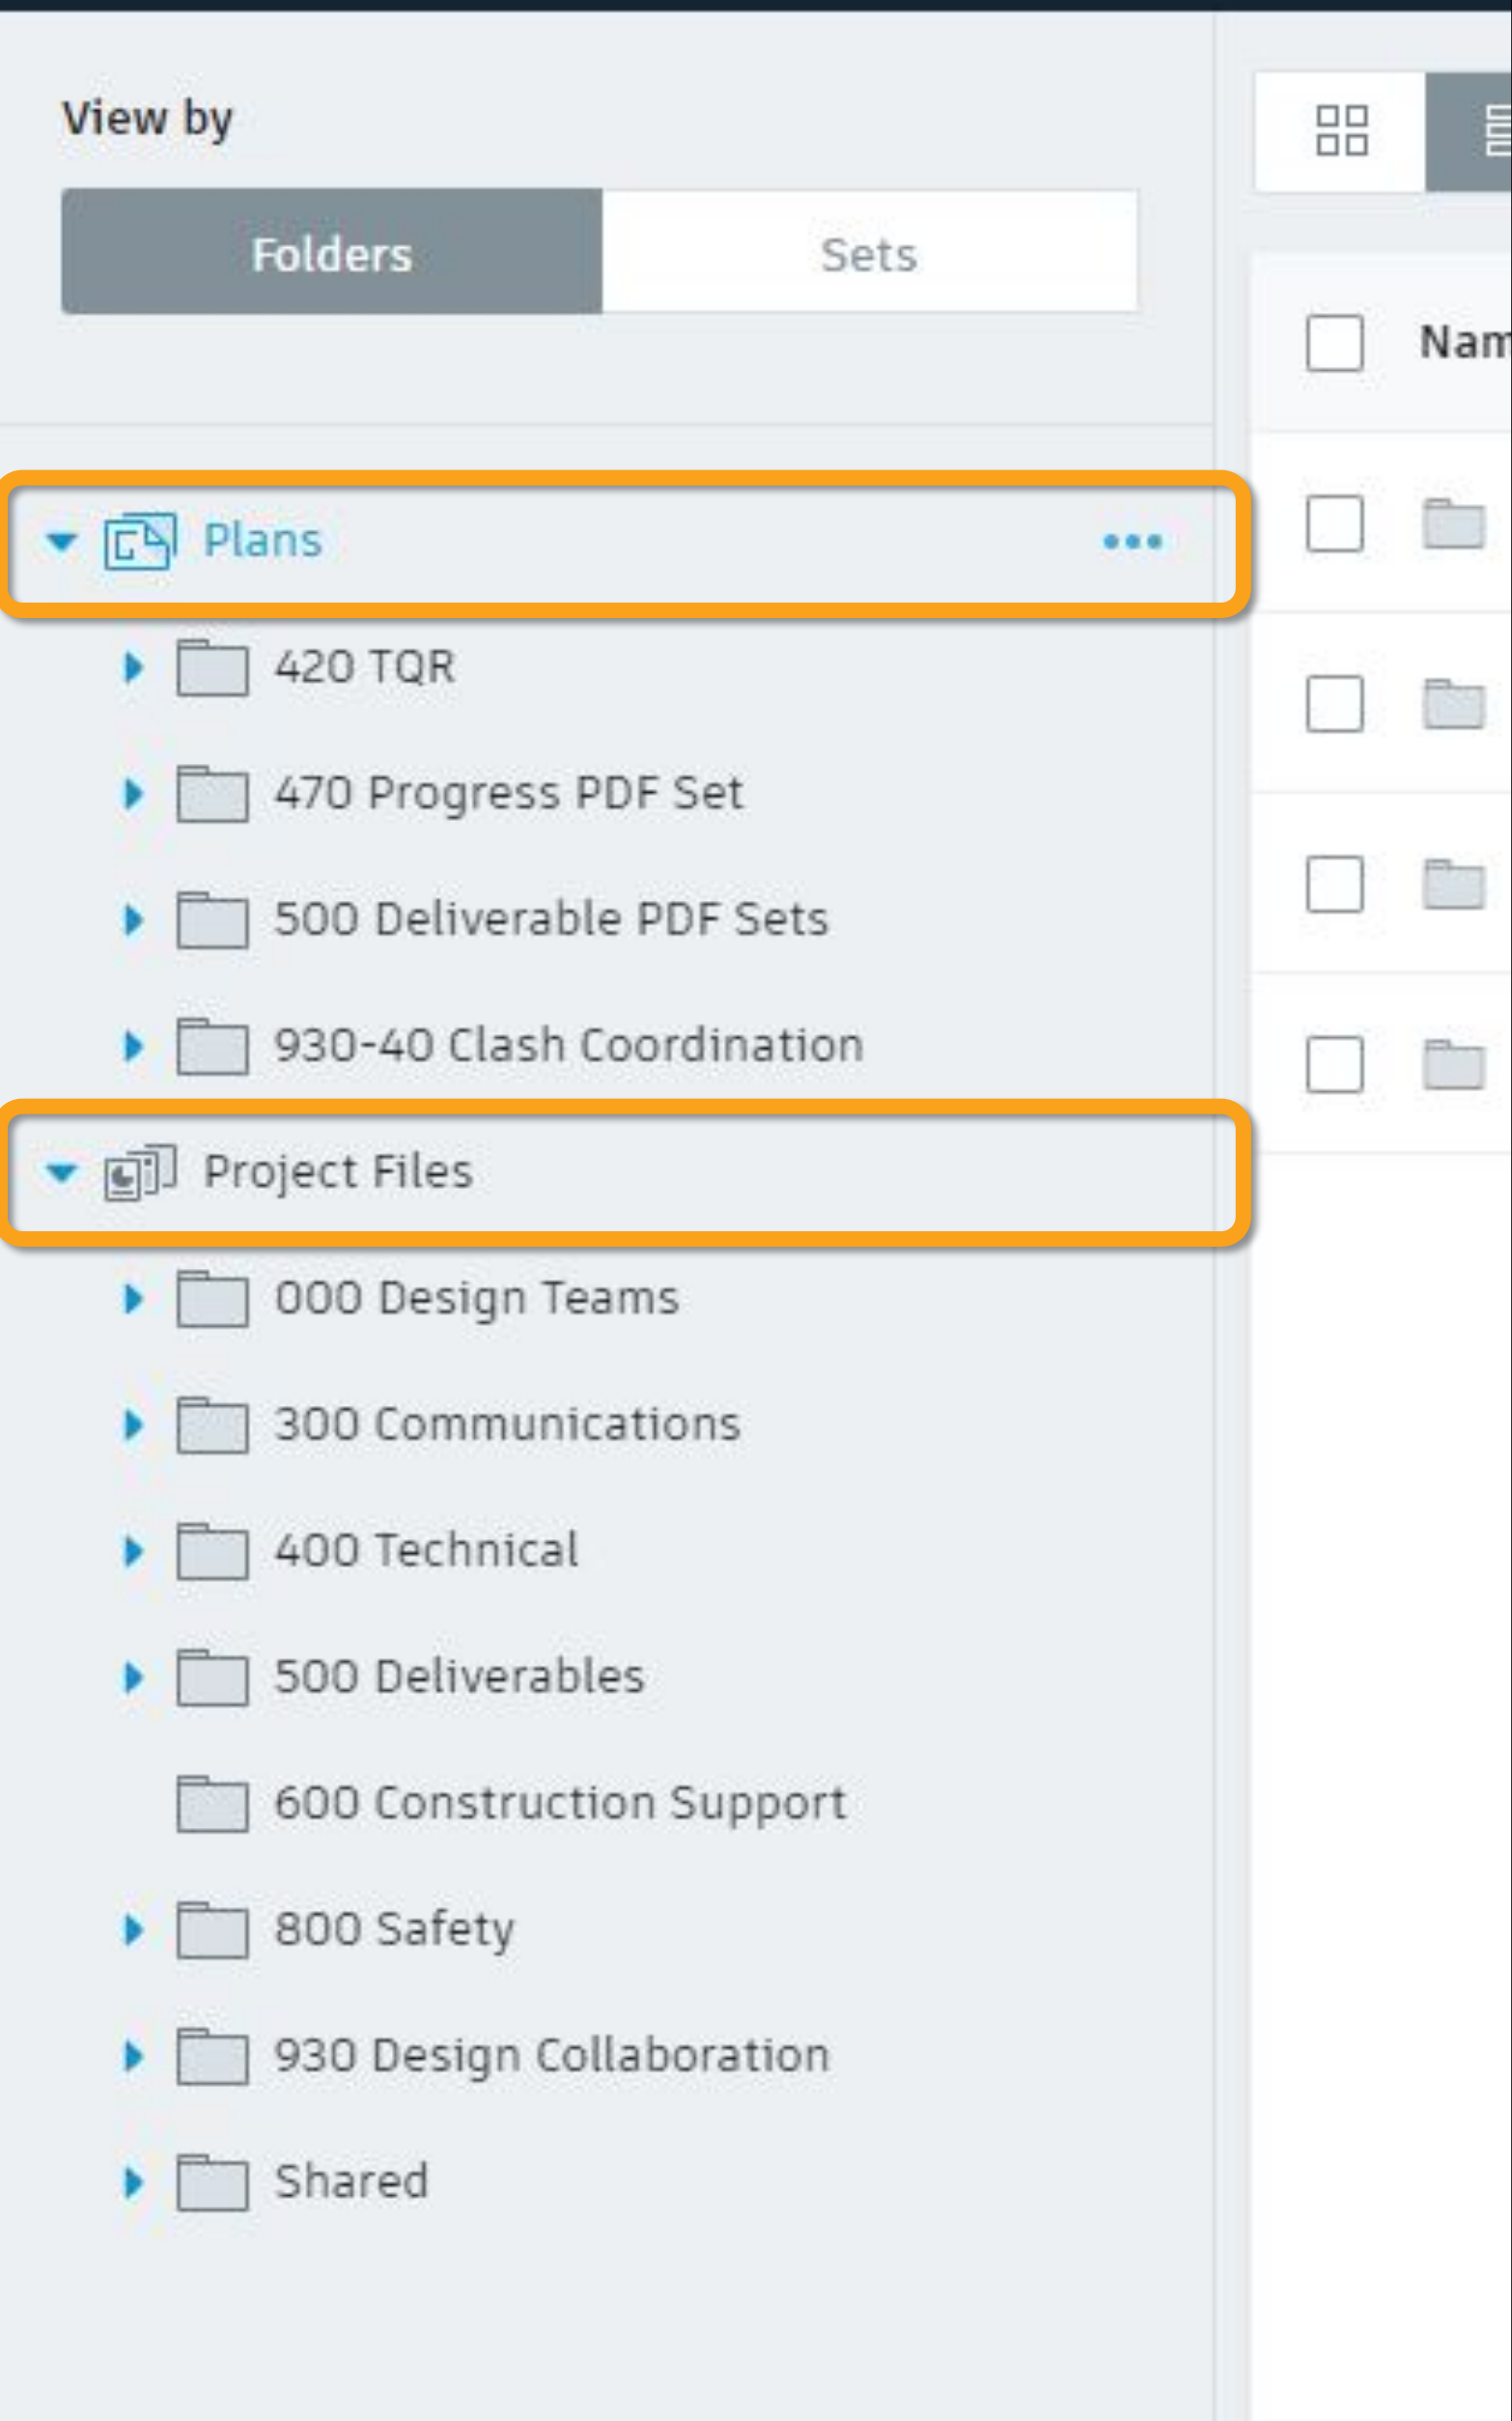 View by
Folders
Sets
Plans
420 TQR
470 Progress PDF Set
500 Deliverable PDF Sets
930-40 Clash Coordination
Project Files
000 Design Teams
300 Communications
400 Technical
500 Deliverables
600 Construction Support
800 Safety
930 Design Collaboration
Shared